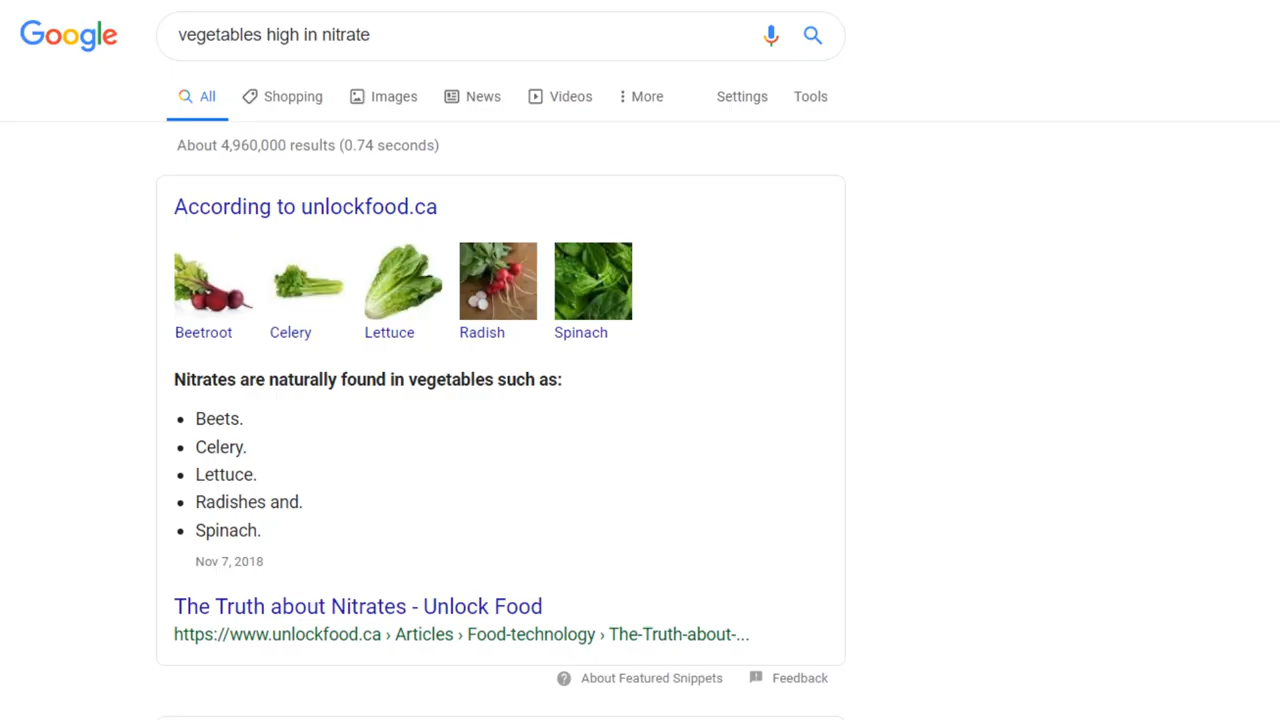 Google
vegetables high in nitrate
All Shopping Images News Videos More Settings Tools
About 4,960,000 results (0.74 seconds)
According to unlockfood.ca
Beetroot Celery Lettuce Radish Spinach
Nitrates are naturally found in vegetables such as:
Beets.
Celery.
Lettuce.
Radishes and.
Spinach.
Nov 7, 2018
The Truth about Nitrates - Unlock Food
https://www.unlockfood.ca › Articles › Food-technology › The-Truth-about-...
About Featured Snippets Feedback